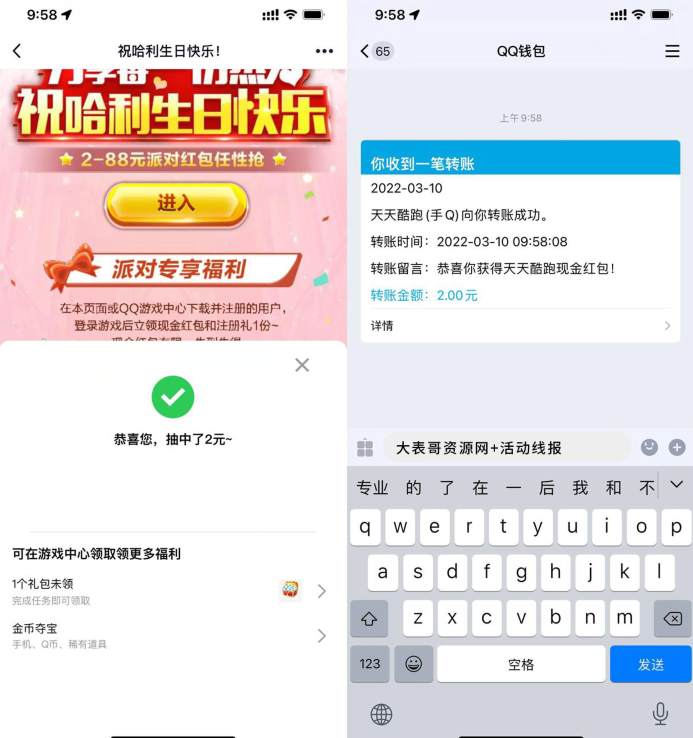 9:58
祝哈利生日快乐！
祝哈利生日快乐
2-88元派对红包任性抢
进入
派对专享福利
在本页面或QQ游戏中心下载并注册的用户，
登录游戏后立领现金红包和注册礼1份~
恭喜您，抽中了2元~
可在游戏中心领取领更多福利
1个礼包未领
完成任务即可领取
金币夺宝
手机、Q币、稀有道具
9:58
65
QQ钱包
上午9:58
你收到一笔转账
2022-03-10
天天酷跑(手Q)向你转账成功。
转账时间：2022-03-10 09:58:08
转账留言：恭喜你获得天天酷跑现金红包！
转账金额：2.00元
详情
大表哥资源网+活动线报
专业 的 了 在 一 后 我 和 不
q w e r t y u i o p
a s d f g h j k l
z x c v b n m
123 空格 发送